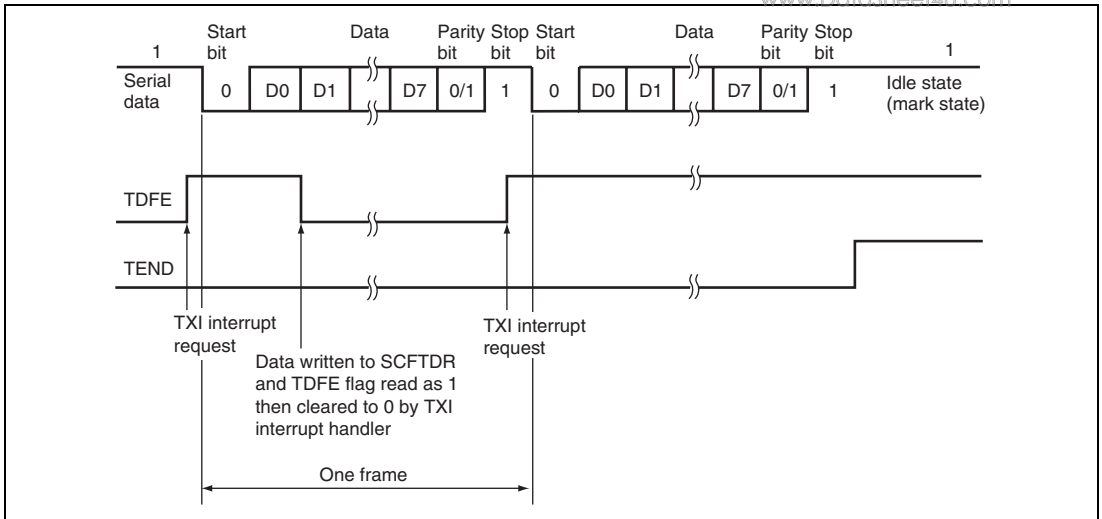 www.DataSheet4U.com
Start bit
Data
Parity bit
Stop bit
Start bit
Data
Parity bit
Stop bit
1
1
Serial data
0
D0
D1
D7
0/1
1
0
D0
D1
D7
0/1
1
Idle state
(mark state)
TDFE
TEND
TXI interrupt
request
Data written to SCFTDR
and TDFE flag read as 1
then cleared to 0 by TXI
interrupt handler
TXI interrupt
request
One frame